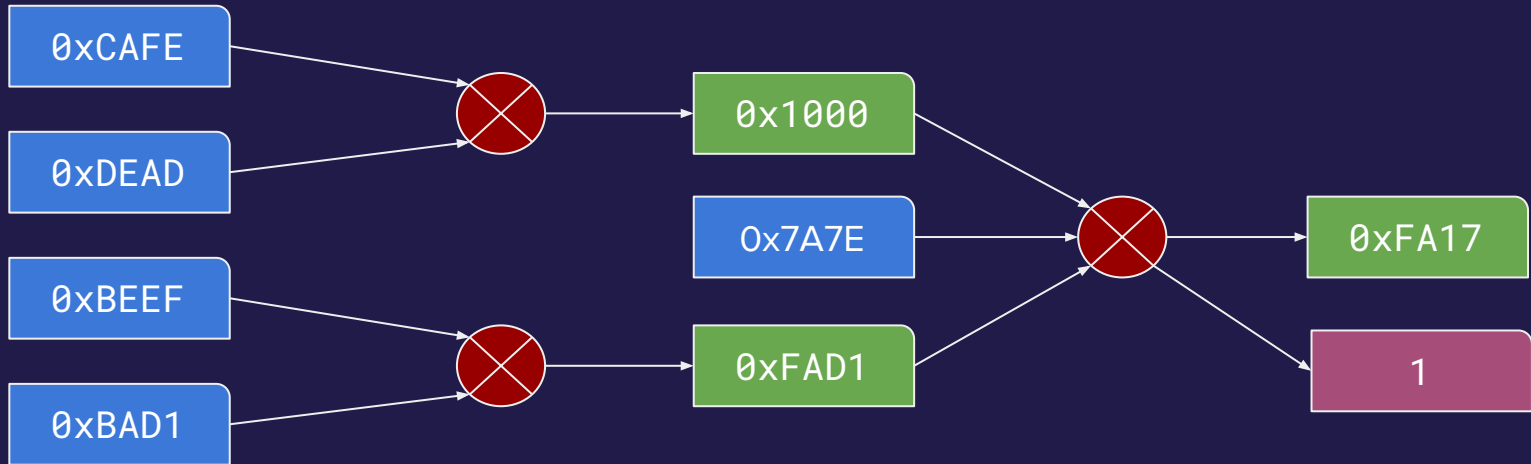 0xCAFE
0x1000
0xDEAD
0x7A7E
0xFA17
0xBEEF
0xFAD1
1
0xBAD1